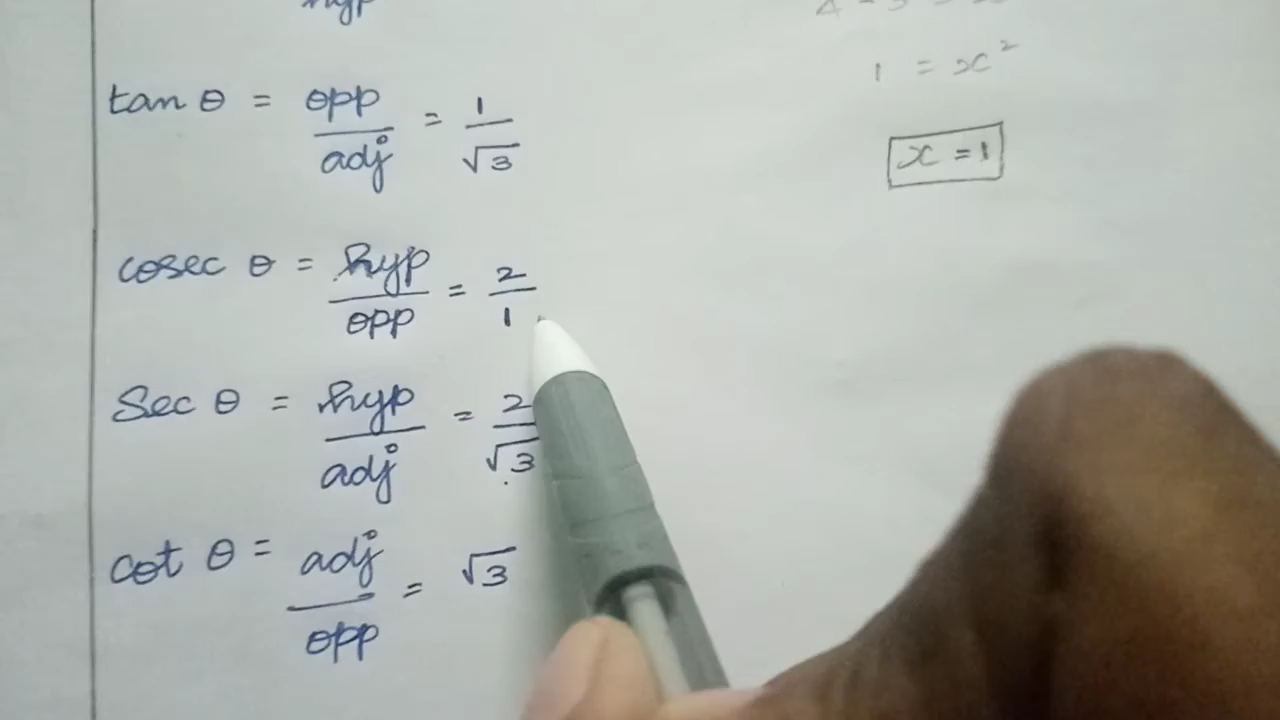 hyp
tan θ = opp/adj = 1/√3
cosec θ = hyp/opp = 2/1
Sec θ = hyp/adj = 2/√3
cot θ = adj/opp = √3
1 = x²
x = 1